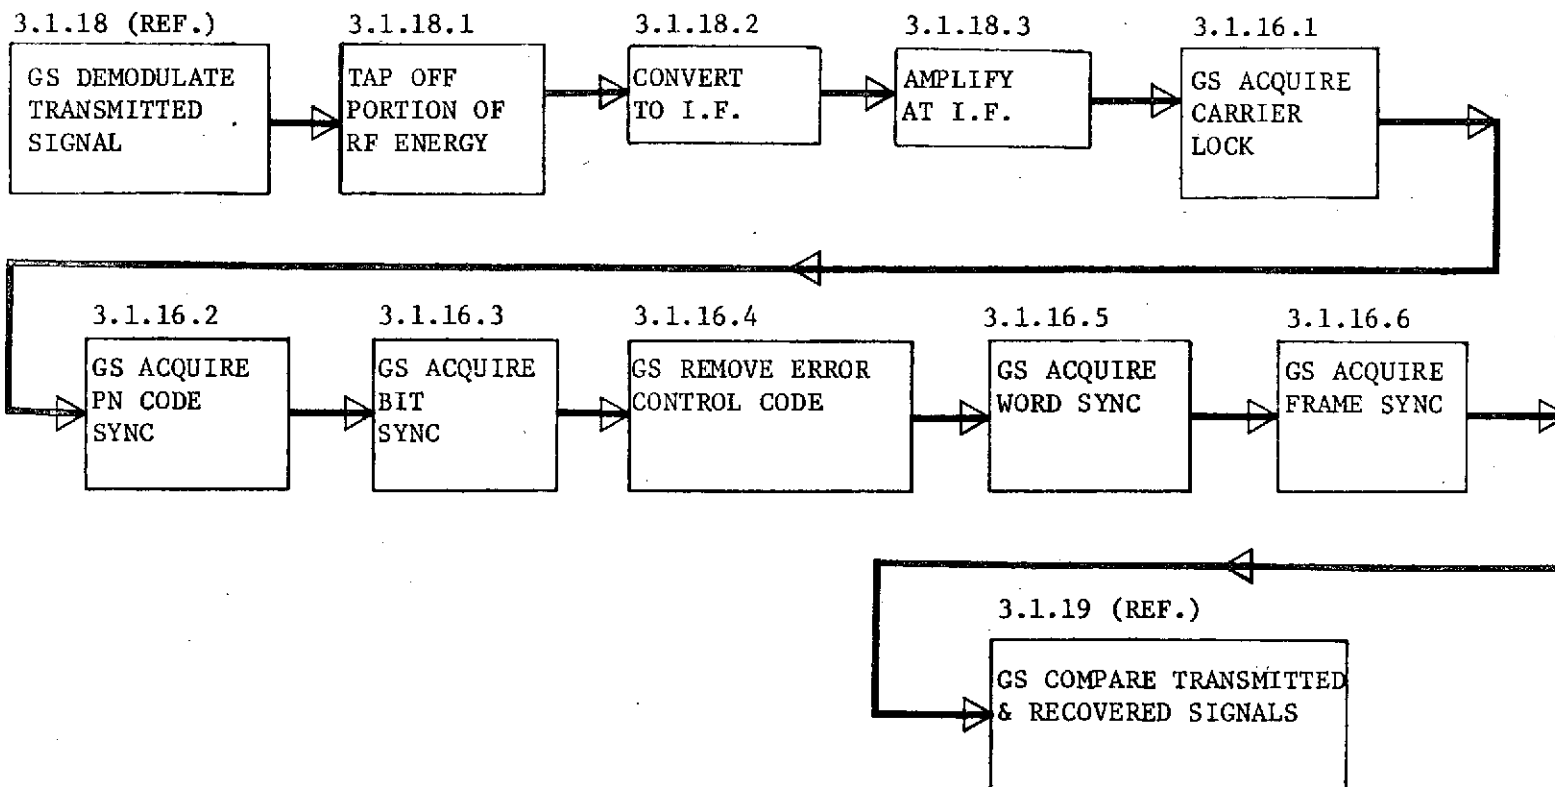 3.1.18 (REF.)
GS DEMODULATE
TRANSMITTED
SIGNAL
3.1.18.1
TAP OFF
PORTION OF
RF ENERGY
3.1.18.2
CONVERT
TO I.F.
3.1.18.3
AMPLIFY
AT I.F.
3.1.16.1
GS ACQUIRE
CARRIER
LOCK
3.1.16.2
GS ACQUIRE
PN CODE
SYNC
3.1.16.3
GS ACQUIRE
BIT
SYNC
3.1.16.4
GS REMOVE ERROR
CONTROL CODE
3.1.16.5
GS ACQUIRE
WORD SYNC
3.1.16.6
GS ACQUIRE
FRAME SYNC
3.1.19 (REF.)
GS COMPARE TRANSMITTED
& RECOVERED SIGNALS